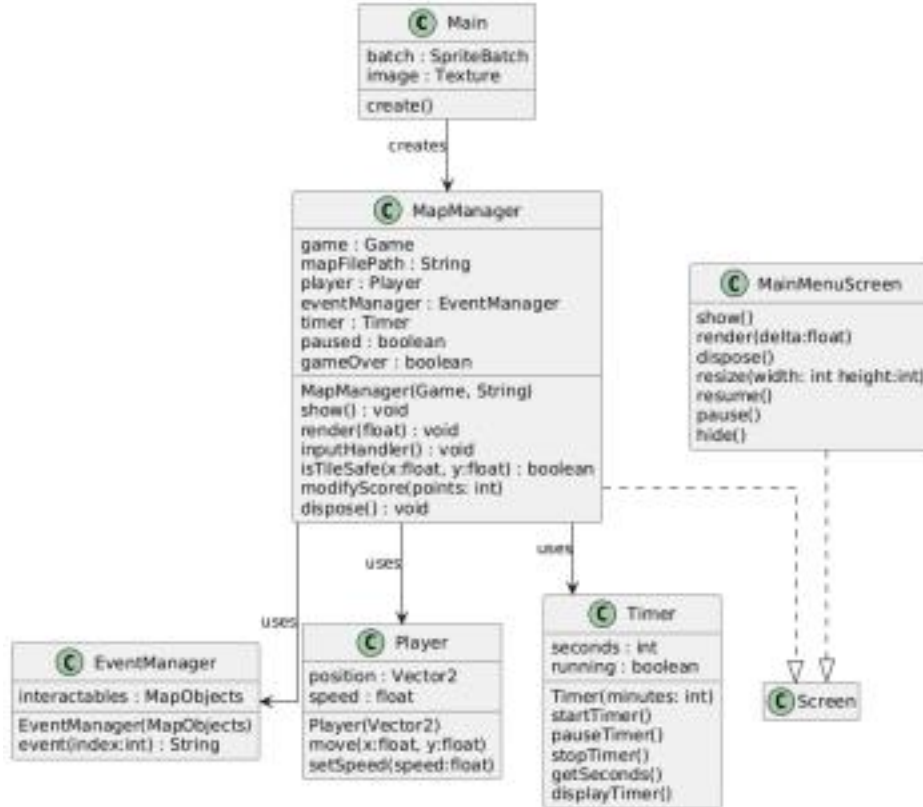 C Main
batch : SpriteBatch
image : Texture
create()
creates
C MapManager
game : Game
mapFilePath : String
player : Player
eventManager : EventManager
timer : Timer
paused : boolean
gameOver : boolean
MapManager(Game, String)
show() : void
render(float) : void
inputHandler() : void
isTileSafe(x:float, y:float) : boolean
modifyScore(points: int)
dispose() : void
C MainMenuScreen
show()
render(delta:float)
dispose()
resize(width: int height:int)
resume()
pause()
hide()
uses
uses
uses
C EventManager
interactables : MapObjects
EventManager(MapObjects)
event(index:int) : String
C Player
position : Vector2
speed : float
Player(Vector2)
move(x:float, y:float)
setSpeed(speed:float)
C Timer
seconds : int
running : boolean
Timer(minutes: int)
startTimer()
pauseTimer()
stopTimer()
getSeconds()
displayTimer()
C Screen